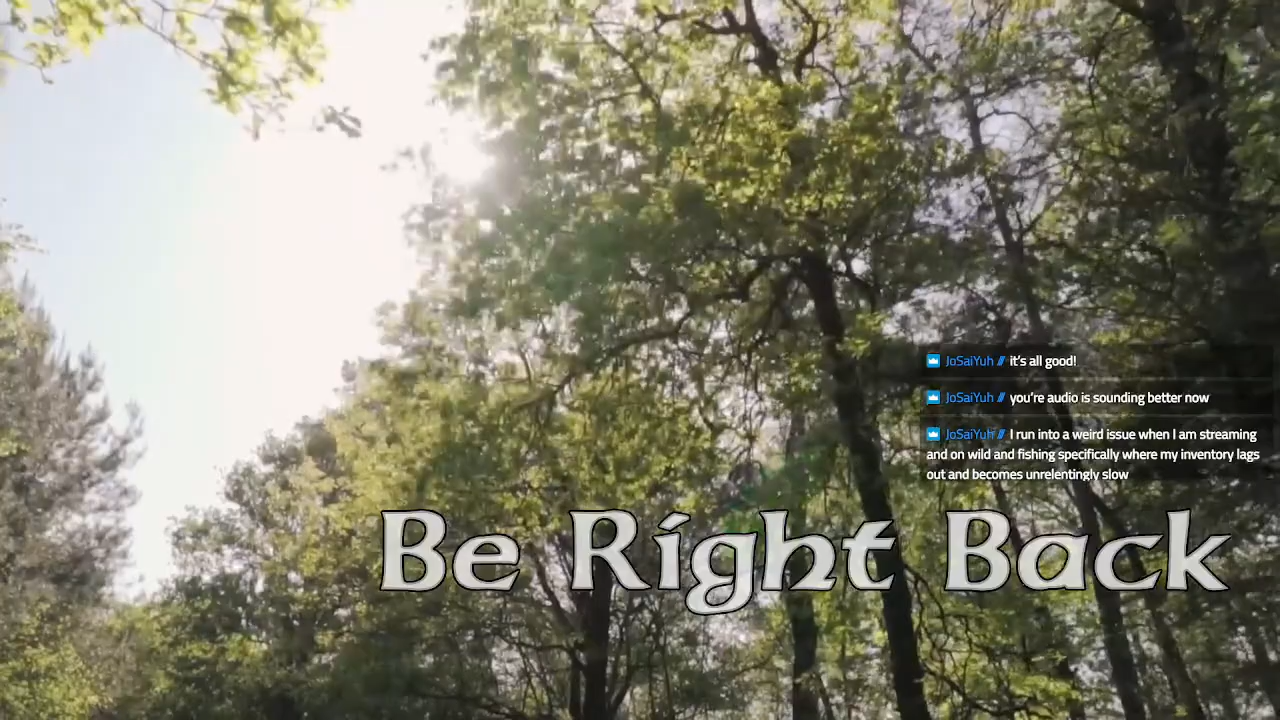 JoSaiYuh // it's all good!
JoSaiYuh // you're audio is sounding better now
JoSaiYuh // I run into a weird issue when I am streaming
and on wild and fishing specifically where my inventory lags
out and becomes unrelentingly slow
Be Right Back